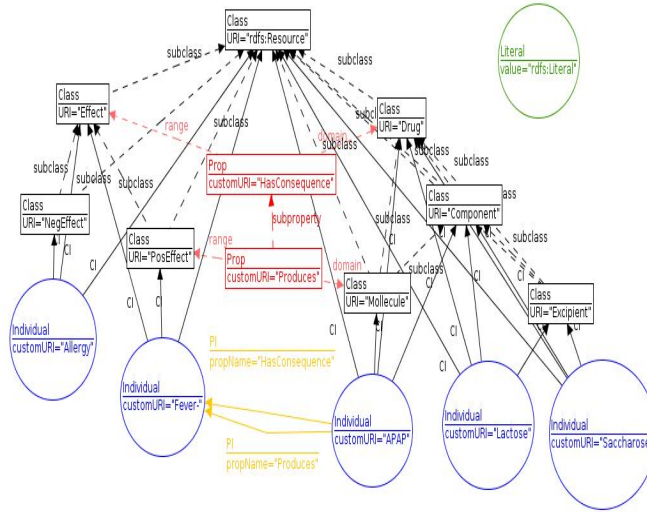 Class
URI="rdfs:Resource"
Literal
value="rdfs:Literal"
subclass
subclass
subclass
subclass
Class
URI="Effect"
Class
URI="Drug"
subcl
subclass
range
domain
subclass
subclass
subclass
Prop
customURI="HasConsequence"
subclass
subclass
subclass
subclass
subclass
Class
URI="NegEffect"
Class
URI="Component"
subproperty
Class
URI="PosEffect"
range
Prop
customURI="Produces"
domain
subclass
subclass
Class
URI="Mollecule"
Class
URI="Excipient"
CI
CI
CI
CI
CI
CI
CI
CI
CI
CI
CI
Individual
customURI="Allergy"
PI
propName="HasConsequence"
Individual
customURI="Fever-"
Individual
customURI="APAP"
Individual
customURI="Lactose"
Individual
customURI="Saccharose"
PI
propName="Produces"